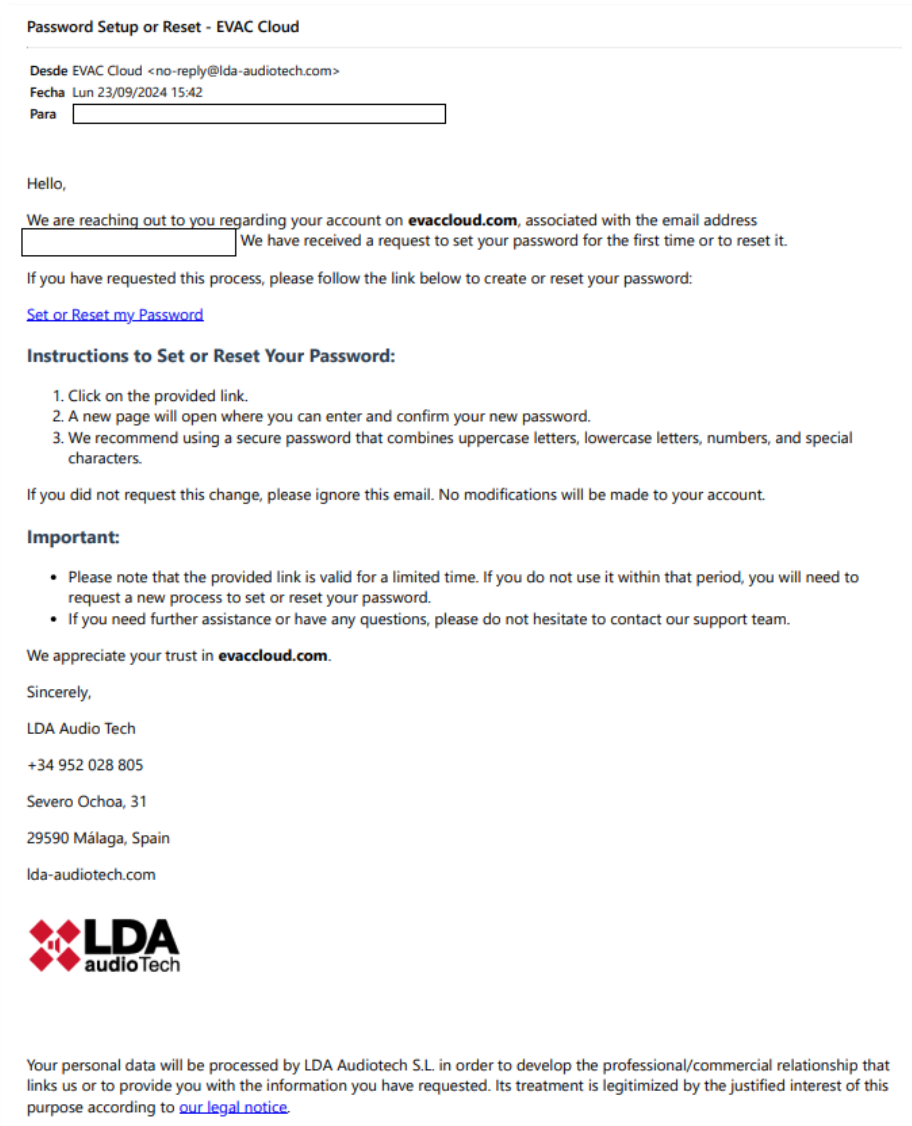 Password Setup or Reset - EVAC Cloud
Desde EVAC Cloud <no-reply@lda-audiotech.com>
Fecha Lun 23/09/2024 15:42
Para
Hello,
We are reaching out to you regarding your account on evaccloud.com, associated with the email address
We have received a request to set your password for the first time or to reset it.
If you have requested this process, please follow the link below to create or reset your password:
Set or Reset my Password
Instructions to Set or Reset Your Password:
1. Click on the provided link.
2. A new page will open where you can enter and confirm your new password.
3. We recommend using a secure password that combines uppercase letters, lowercase letters, numbers, and special
characters.
If you did not request this change, please ignore this email. No modifications will be made to your account.
Important:
• Please note that the provided link is valid for a limited time. If you do not use it within that period, you will need to
request a new process to set or reset your password.
• If you need further assistance or have any questions, please do not hesitate to contact our support team.
We appreciate your trust in evaccloud.com.
Sincerely,
LDA Audio Tech
+34 952 028 805
Severo Ochoa, 31
29590 Málaga, Spain
lda-audiotech.com
LDA
audioTech
Your personal data will be processed by LDA Audiotech S.L. in order to develop the professional/commercial relationship that
links us or to provide you with the information you have requested. Its treatment is legitimized by the justified interest of this
purpose according to our legal notice.